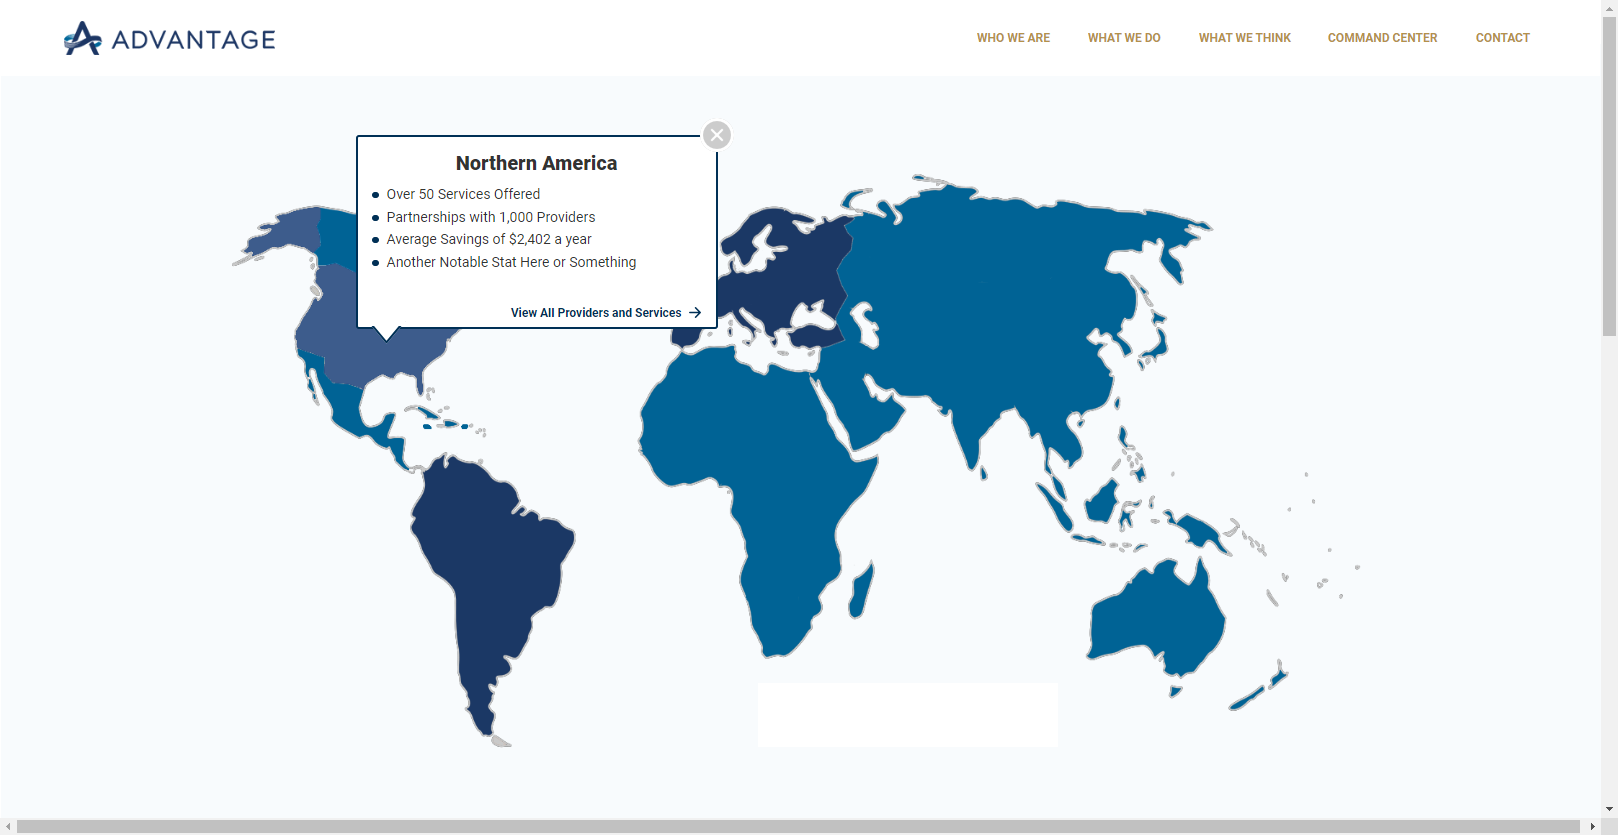 ADVANTAGE
WHO WE ARE
WHAT WE DO
WHAT WE THINK
COMMAND CENTER
CONTACT
Northern America
Over 50 Services Offered
Partnerships with 1,000 Providers
Average Savings of $2,402 a year
Another Notable Stat Here or Something
View All Providers and Services